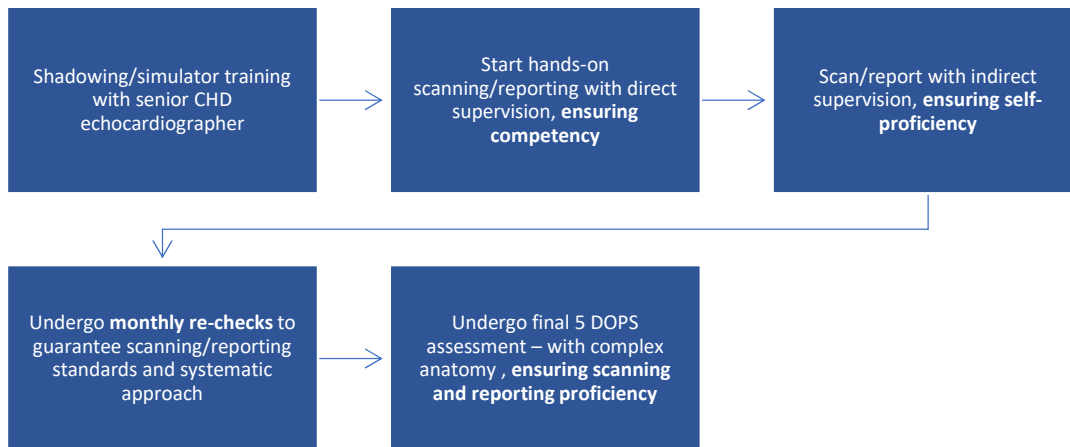 Shadowing/simulator training
with senior CHD
echocardiographer
Start hands-on
scanning/reporting with direct
supervision, ensuring
competency
Scan/report with indirect
supervision, ensuring self-
proficiency
Undergo monthly re-checks to
guarantee scanning/reporting
standards and systematic
approach
Undergo final 5 DOPS
assessment – with complex
anatomy , ensuring scanning
and reporting proficiency